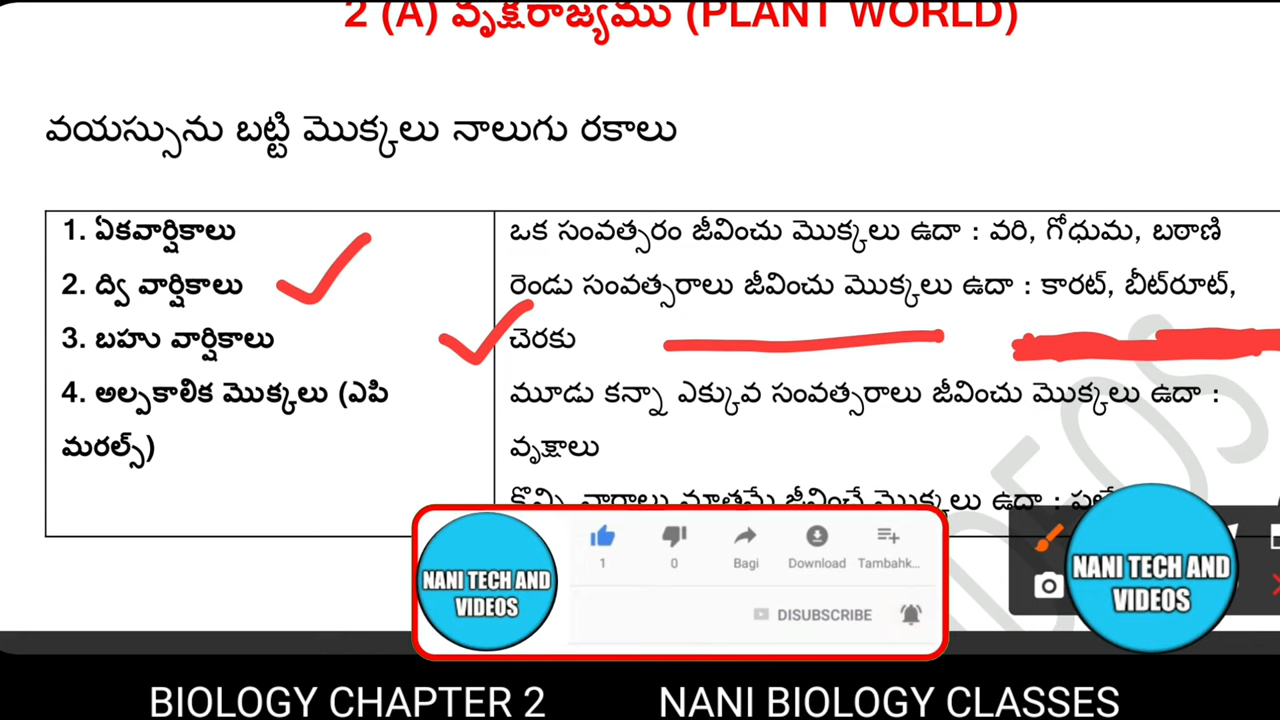 2 (A) వృక్షరాజ్యము (PLANT WORLD)
వయస్సును బట్టి మొక్కలు నాలుగు రకాలు
1. ఏకవార్షికాలు
2. ద్వి వార్షికాలు
3. బహు వార్షికాలు
4. అల్పకాలిక మొక్కలు (ఎపి
మరల్స్)
ఒక సంవత్సరం జీవించు మొక్కలు ఉదా : వరి, గోధుమ, బఠాణి
రెండు సంవత్సరాలు జీవించు మొక్కలు ఉదా : కారట్, బీట్‌రూట్,
చెరకు
మూడు కన్నా ఎక్కువ సంవత్సరాలు జీవించు మొక్కలు ఉదా :
వృక్షాలు
కొన్ని వారాలు మాత్రమే జీవించే మొక్కలు ఉదా :
NANI TECH AND
VIDEOS
1 0 Bagi Download Tambahk...
DISUBSCRIBE
NANI TECH AND
VIDEOS
BIOLOGY CHAPTER 2 NANI BIOLOGY CLASSES